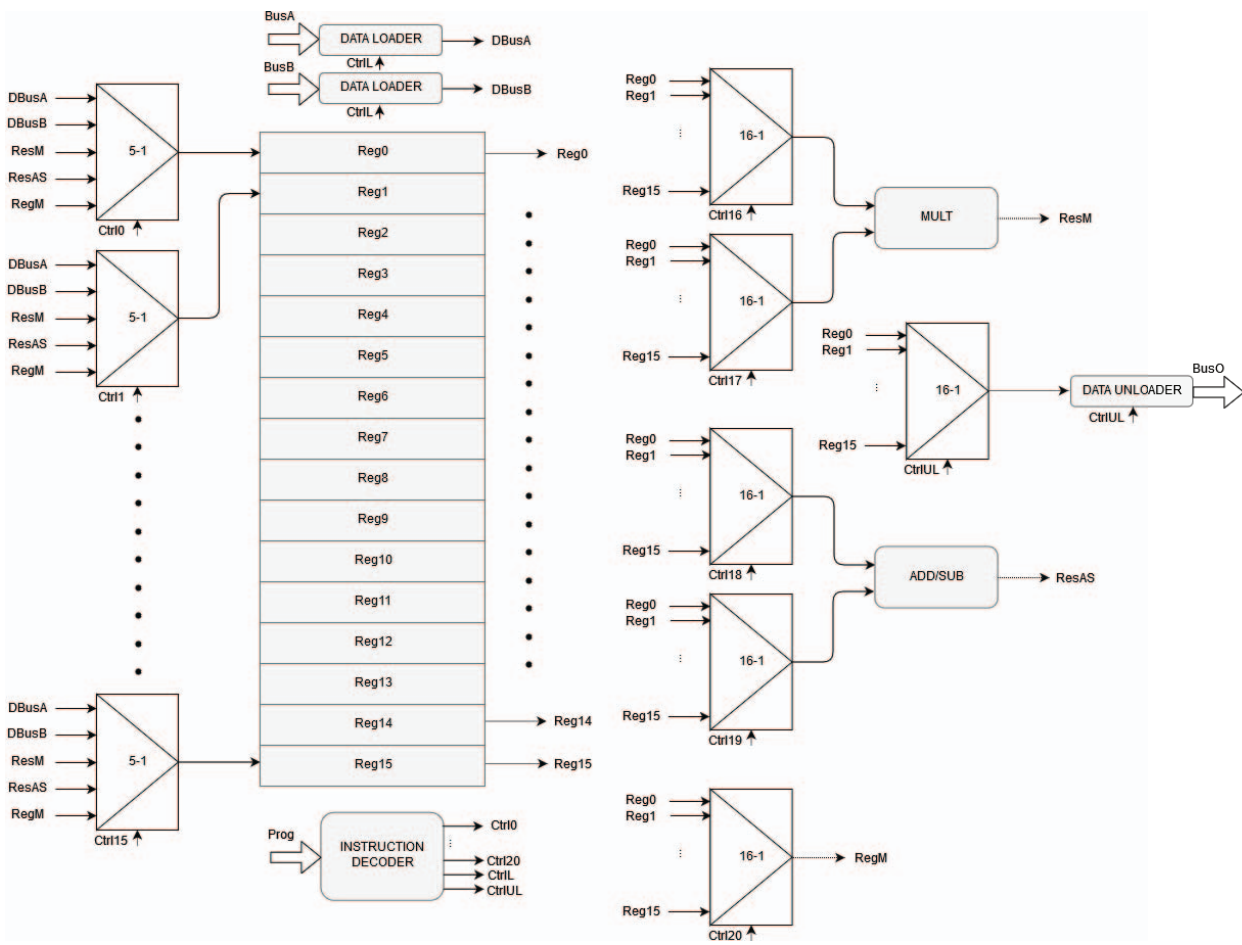 BusA
DATA LOADER
DBusA
CtrlL
BusB
DATA LOADER
DBusB
CtrlL
DBusA
DBusB
ResM
ResAS
RegM
5-1
Ctrl0
DBusA
DBusB
ResM
ResAS
RegM
5-1
Ctrl1
DBusA
DBusB
ResM
ResAS
RegM
5-1
Ctrl15
Reg0
Reg1
Reg2
Reg3
Reg4
Reg5
Reg6
Reg7
Reg8
Reg9
Reg10
Reg11
Reg12
Reg13
Reg14
Reg15
Reg0
Reg14
Reg15
Prog
INSTRUCTION
DECODER
Ctrl0
...
Ctrl20
CtrlL
CtrlUL
Reg0
Reg1
...
Reg15
16-1
Ctrl16
Reg0
Reg1
...
Reg15
16-1
Ctrl17
MULT
ResM
Reg0
Reg1
...
Reg15
16-1
CtrlUL
DATA UNLOADER
CtrlUL
BusO
Reg0
Reg1
...
Reg15
16-1
Ctrl18
Reg0
Reg1
...
Reg15
16-1
Ctrl19
ADD/SUB
ResAS
Reg0
Reg1
...
Reg15
16-1
Ctrl20
RegM